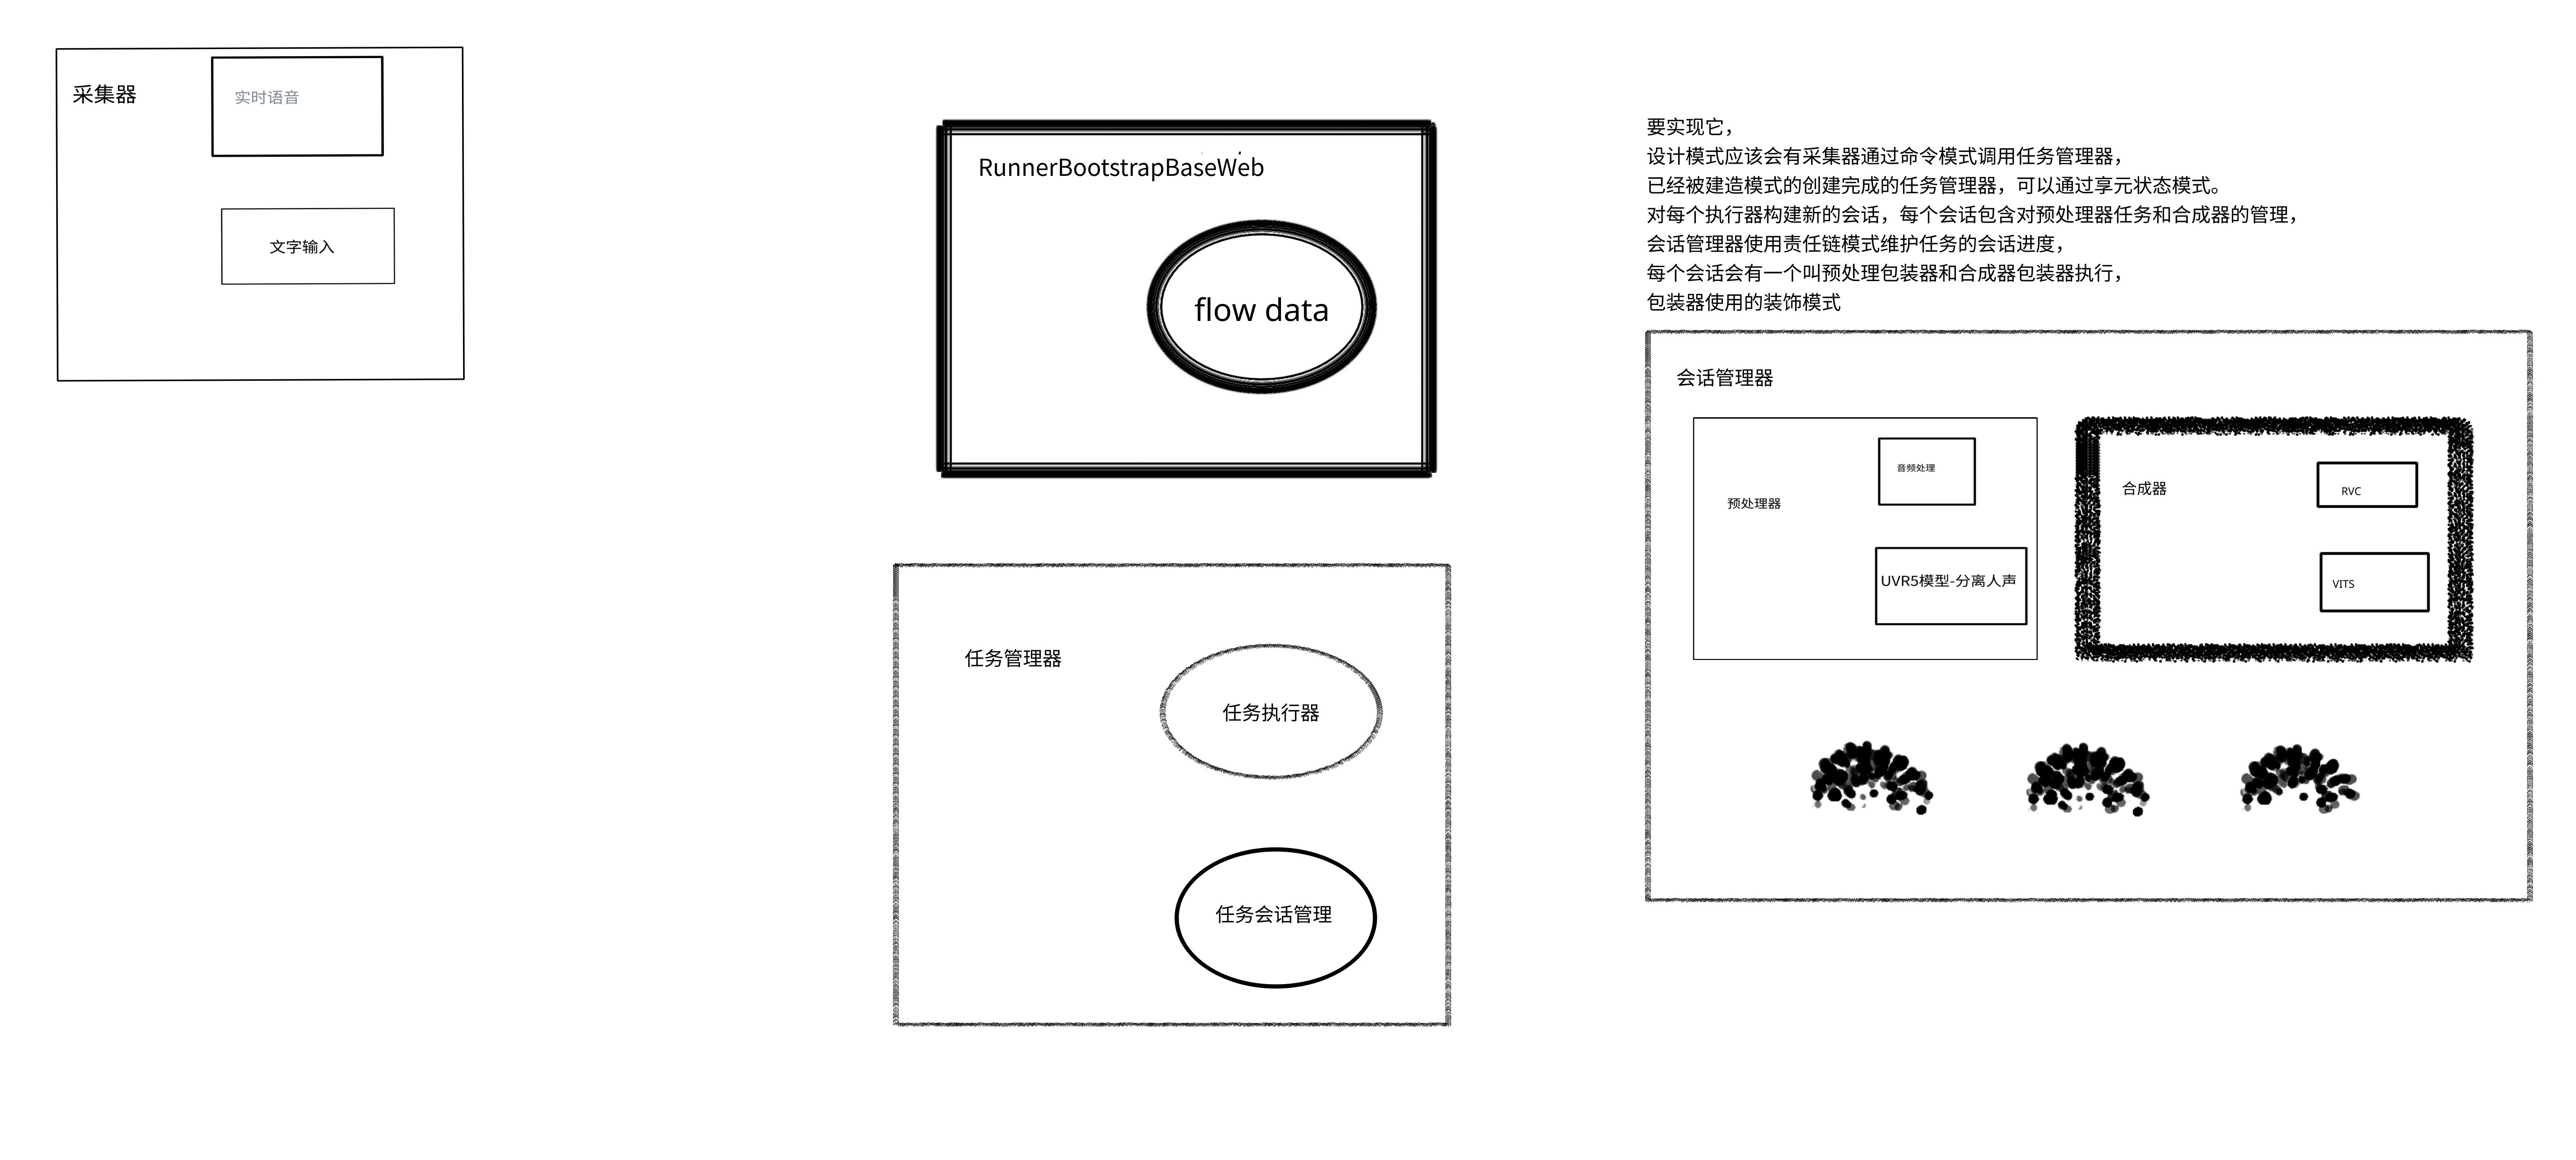 采集器
实时语音
文字输入
RunnerBootstrapBaseWeb
flow data
任务管理器
任务执行器
任务会话管理
要实现它，
设计模式应该会有采集器通过命令模式调用任务管理器，
已经被建造模式的创建完成的任务管理器，可以通过享元状态模式。
对每个执行器构建新的会话，每个会话包含对预处理器任务和合成器的管理，
会话管理器使用责任链模式维护任务的会话进度，
每个会话会有一个叫预处理包装器和合成器包装器执行，
包装器使用的装饰模式
会话管理器
预处理器
音频处理
UVR5模型-分离人声
合成器
RVC
VITS